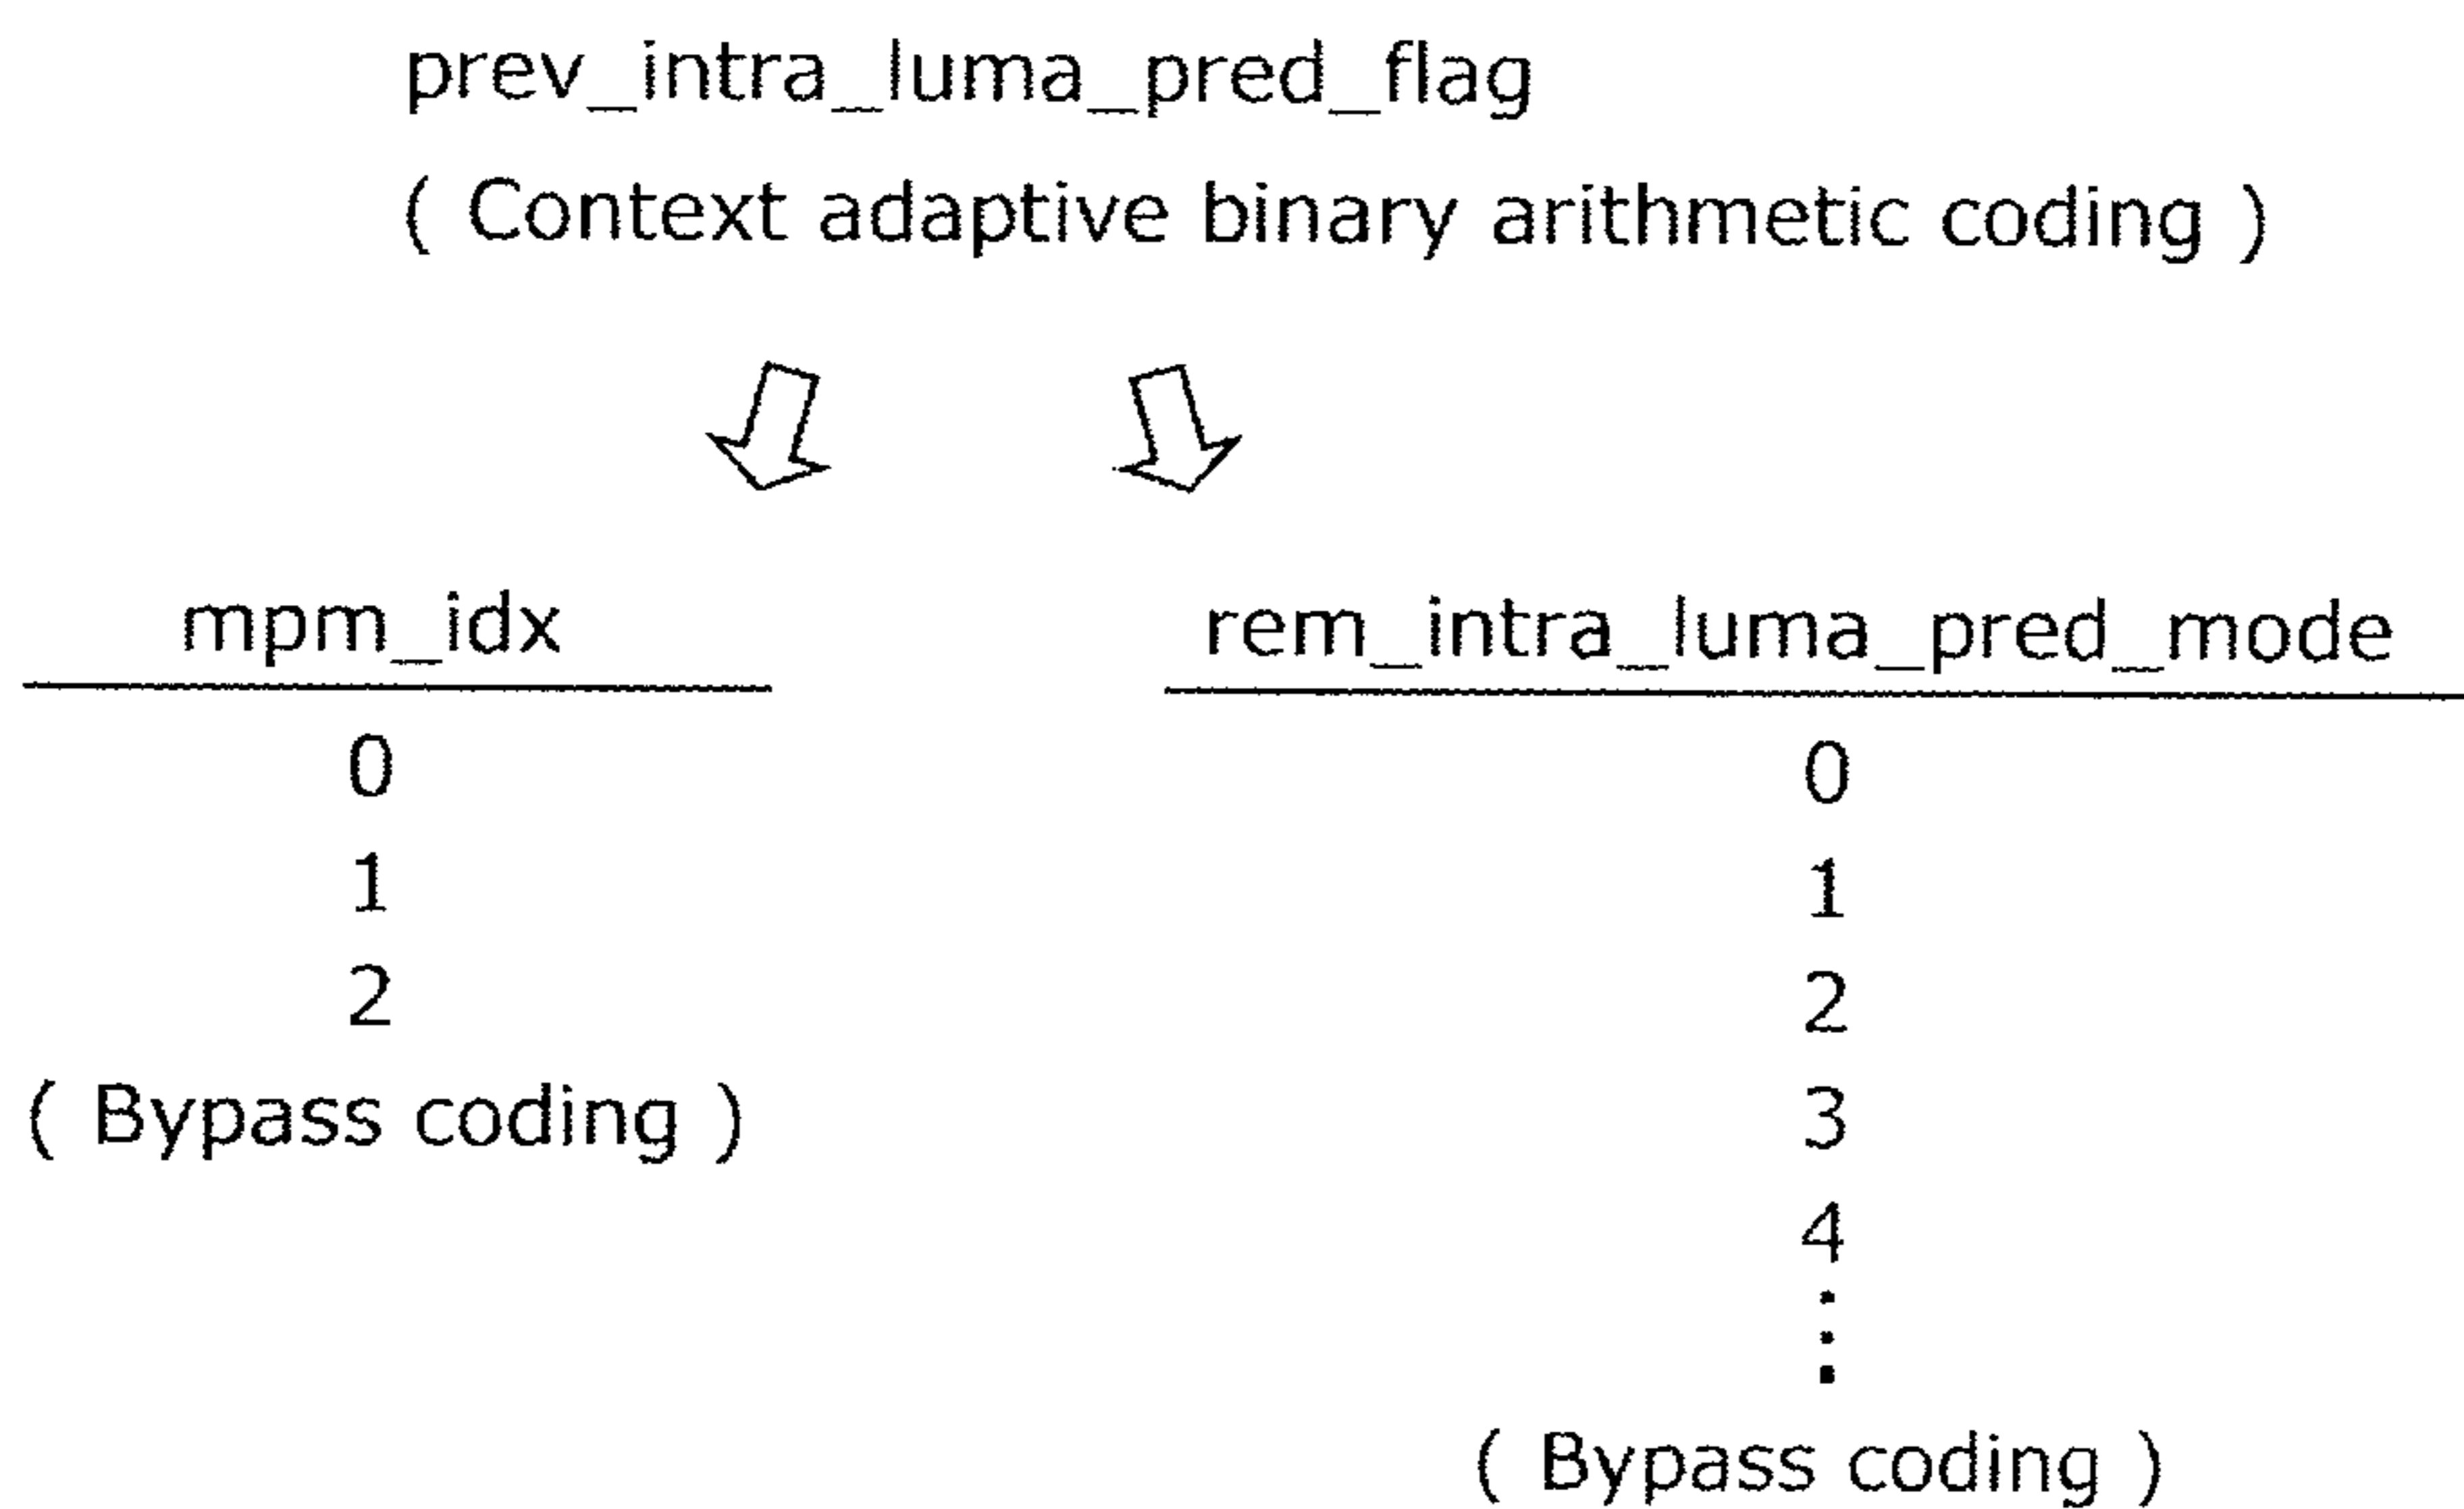 prev_intra_luma_pred_flag
( Context adaptive binary arithmetic coding )
mpm_idx
0
1
2
( Bypass coding )
rem_intra_luma_pred_mode
0
1
2
3
4
( Bypass coding )